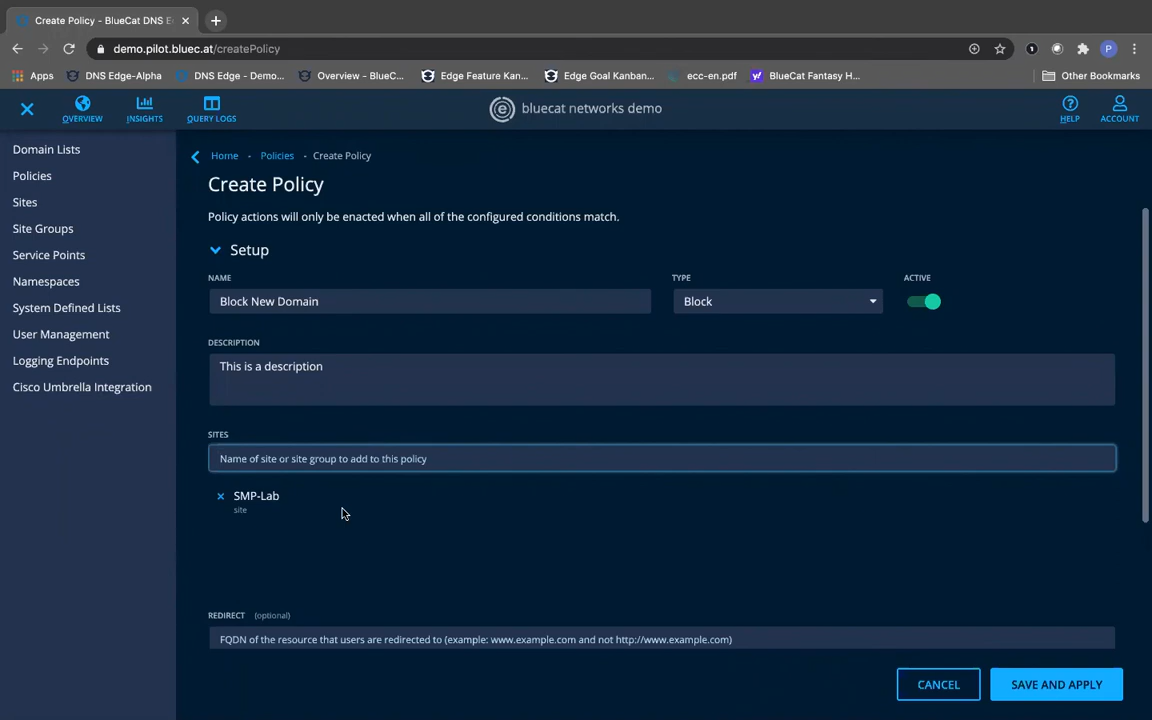 Create Policy - BlueCat DNS E
demo.pilot.bluec.at/createPolicy
Apps DNS Edge-Alpha DNS Edge - Demo... Overview - BlueC... Edge Feature Kan... Edge Goal Kanban... ecc-en.pdf BlueCat Fantasy H... Other Bookmarks
OVERVIEW INSIGHTS QUERY LOGS bluecat networks demo HELP ACCOUNT
Domain Lists
Policies
Sites
Site Groups
Service Points
Namespaces
System Defined Lists
User Management
Logging Endpoints
Cisco Umbrella Integration
Home - Policies - Create Policy
Create Policy
Policy actions will only be enacted when all of the configured conditions match.
Setup
NAME TYPE ACTIVE
Block New Domain Block
DESCRIPTION
This is a description
SITES
Name of site or site group to add to this policy
× SMP-Lab
site
REDIRECT (optional)
FQDN of the resource that users are redirected to (example: www.example.com and not http://www.example.com)
CANCEL SAVE AND APPLY